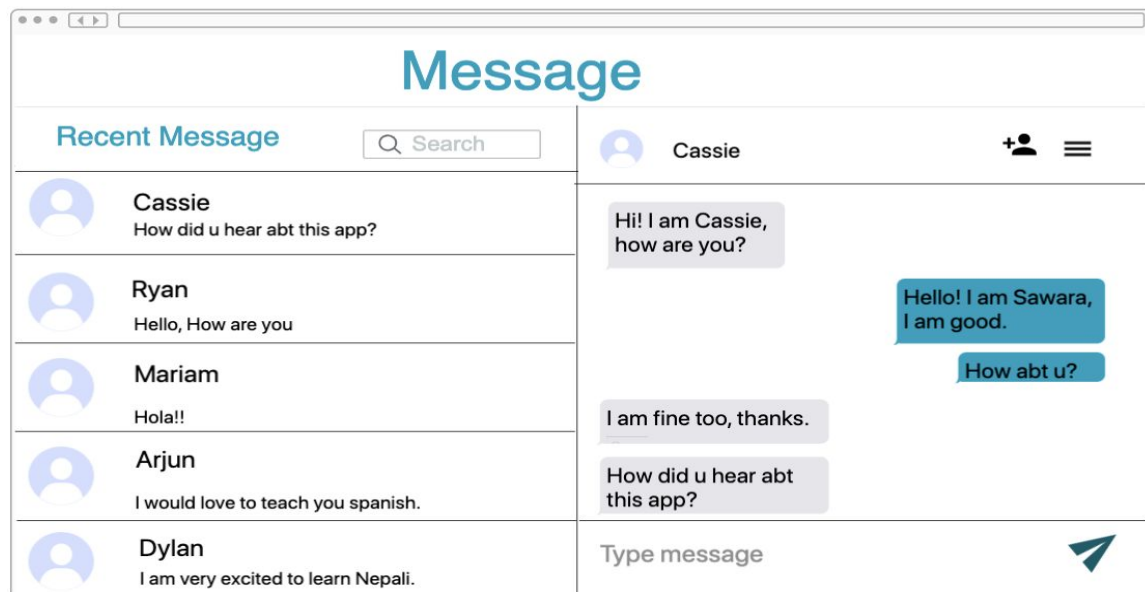 Message
Recent Message
Search
Cassie
How did u hear abt this app?
Ryan
Hello, How are you
Mariam
Hola!!
Arjun
I would love to teach you spanish.
Dylan
I am very excited to learn Nepali.
Cassie
Hi! I am Cassie,
how are you?
Hello! I am Sawara,
I am good.
How abt u?
I am fine too, thanks.
How did u hear abt
this app?
Type message